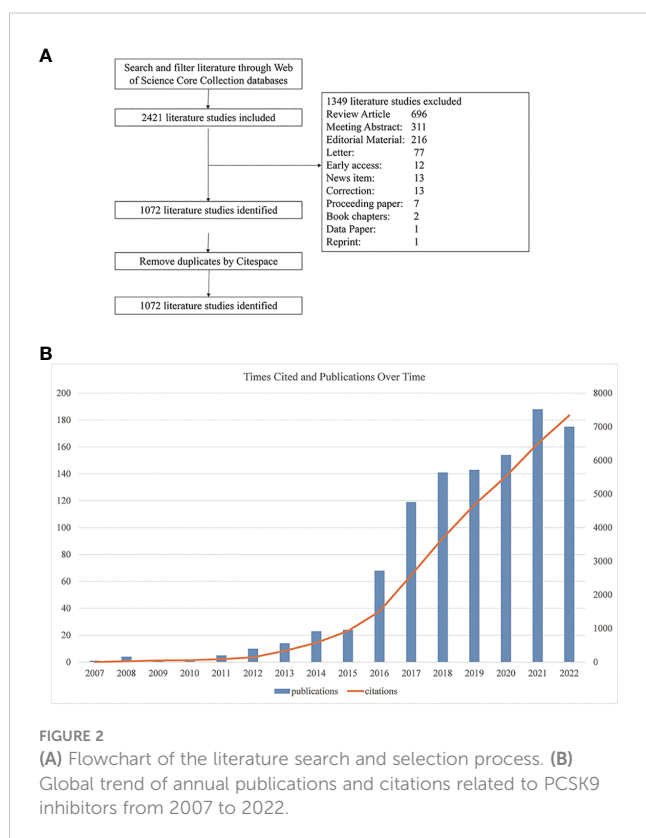 A
Search and filter literature through Web
of Science Core Collection databases
2421 literature studies included
1349 literature studies excluded
Review Article 696
Meeting Abstract: 311
Editorial Material: 216
Letter: 77
Early access: 12
News item: 13
Correction: 13
Proceeding paper: 7
Book chapters: 2
Data Paper: 1
Reprint: 1
1072 literature studies identified
Remove duplicates by Citespace
1072 literature studies identified
B
Times Cited and Publications Over Time
200 8000
180 7000
160 6000
140 5000
120 4000
100 3000
80 2000
60 1000
40 0
20
0
2007 2008 2009 2010 2011 2012 2013 2014 2015 2016 2017 2018 2019 2020 2021 2022
publications citations
FIGURE 2
(A) Flowchart of the literature search and selection process. (B)
Global trend of annual publications and citations related to PCSK9
inhibitors from 2007 to 2022.